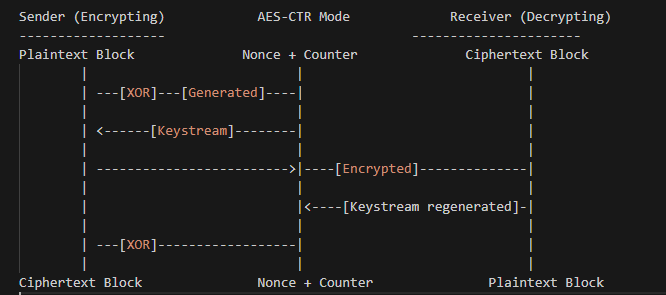 Sender (Encrypting)            AES-CTR Mode            Receiver (Decrypting)
-------------------                                ----------------------
Plaintext Block              Nonce + Counter              Ciphertext Block
        |                           |                             |
        | ---[XOR]---[Generated]----|                             |
        |                           |                             |
        | <------[Keystream]--------|                             |
        |                           |                             |
        | ------------------------->|----[Encrypted]--------------|
        |                           |                             |
        |                           |<----[Keystream regenerated]-|
        |                           |                             |
        | ---[XOR]------------------|                             |
        |                           |                             |
Ciphertext Block               Nonce + Counter               Plaintext Block